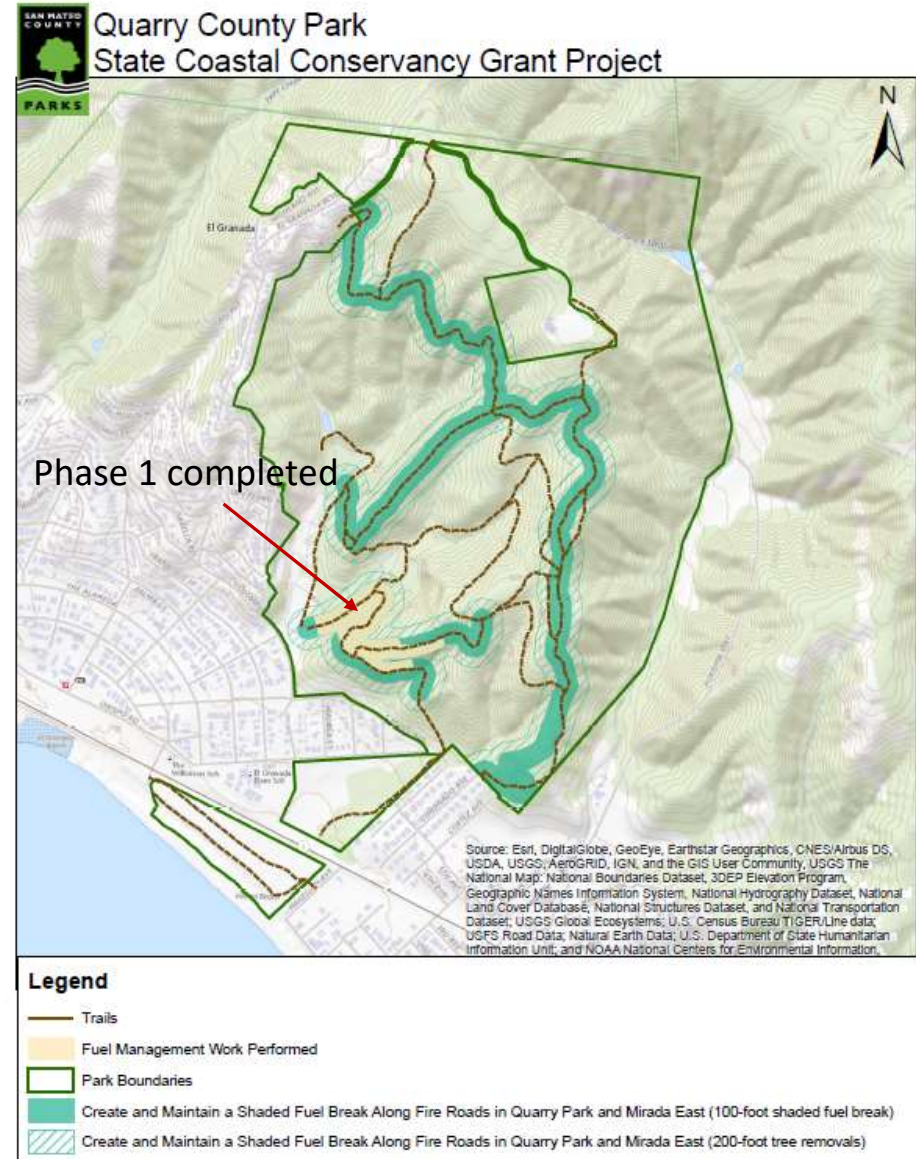 SAN MATEO
COUNTY
PARKS
Quarry County Park
State Coastal Conservancy Grant Project
N
El Granada
Phase 1 completed
Source: Esri, DigitalGlobe, GeoEye, Earthstar Geographics, CNES/Airbus DS,
USDA, USGS, AeroGRID, IGN, and the GIS User Community, USGS The
National Map: National Boundaries Dataset, 3DEP Elevation Program,
Geographic Names Information System, National Hydrography Dataset, National
Land Cover Database, National Structures Dataset, and National Transportation
Dataset; USGS Global Ecosystems; U.S. Census Bureau TIGER/Line data;
USFS Road Data; Natural Earth Data; U.S. Department of State Humanitarian
Information Unit; and NOAA National Centers for Environmental Information,
Legend
Trails
Fuel Management Work Performed
Park Boundaries
Create and Maintain a Shaded Fuel Break Along Fire Roads in Quarry Park and Mirada East (100-foot shaded fuel break)
Create and Maintain a Shaded Fuel Break Along Fire Roads in Quarry Park and Mirada East (200-foot tree removals)